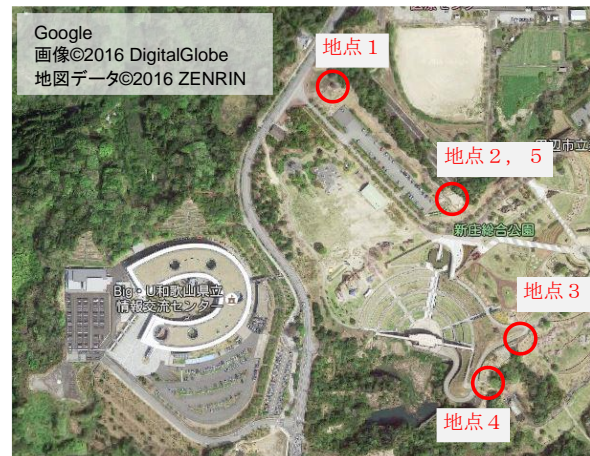 Google
画像©2016 DigitalGlobe
地図データ©2016 ZENRIN
地点1
地点2, 5
新庄総合公園
地点3
Big・U和歌山県立
情報交流センター
地点4